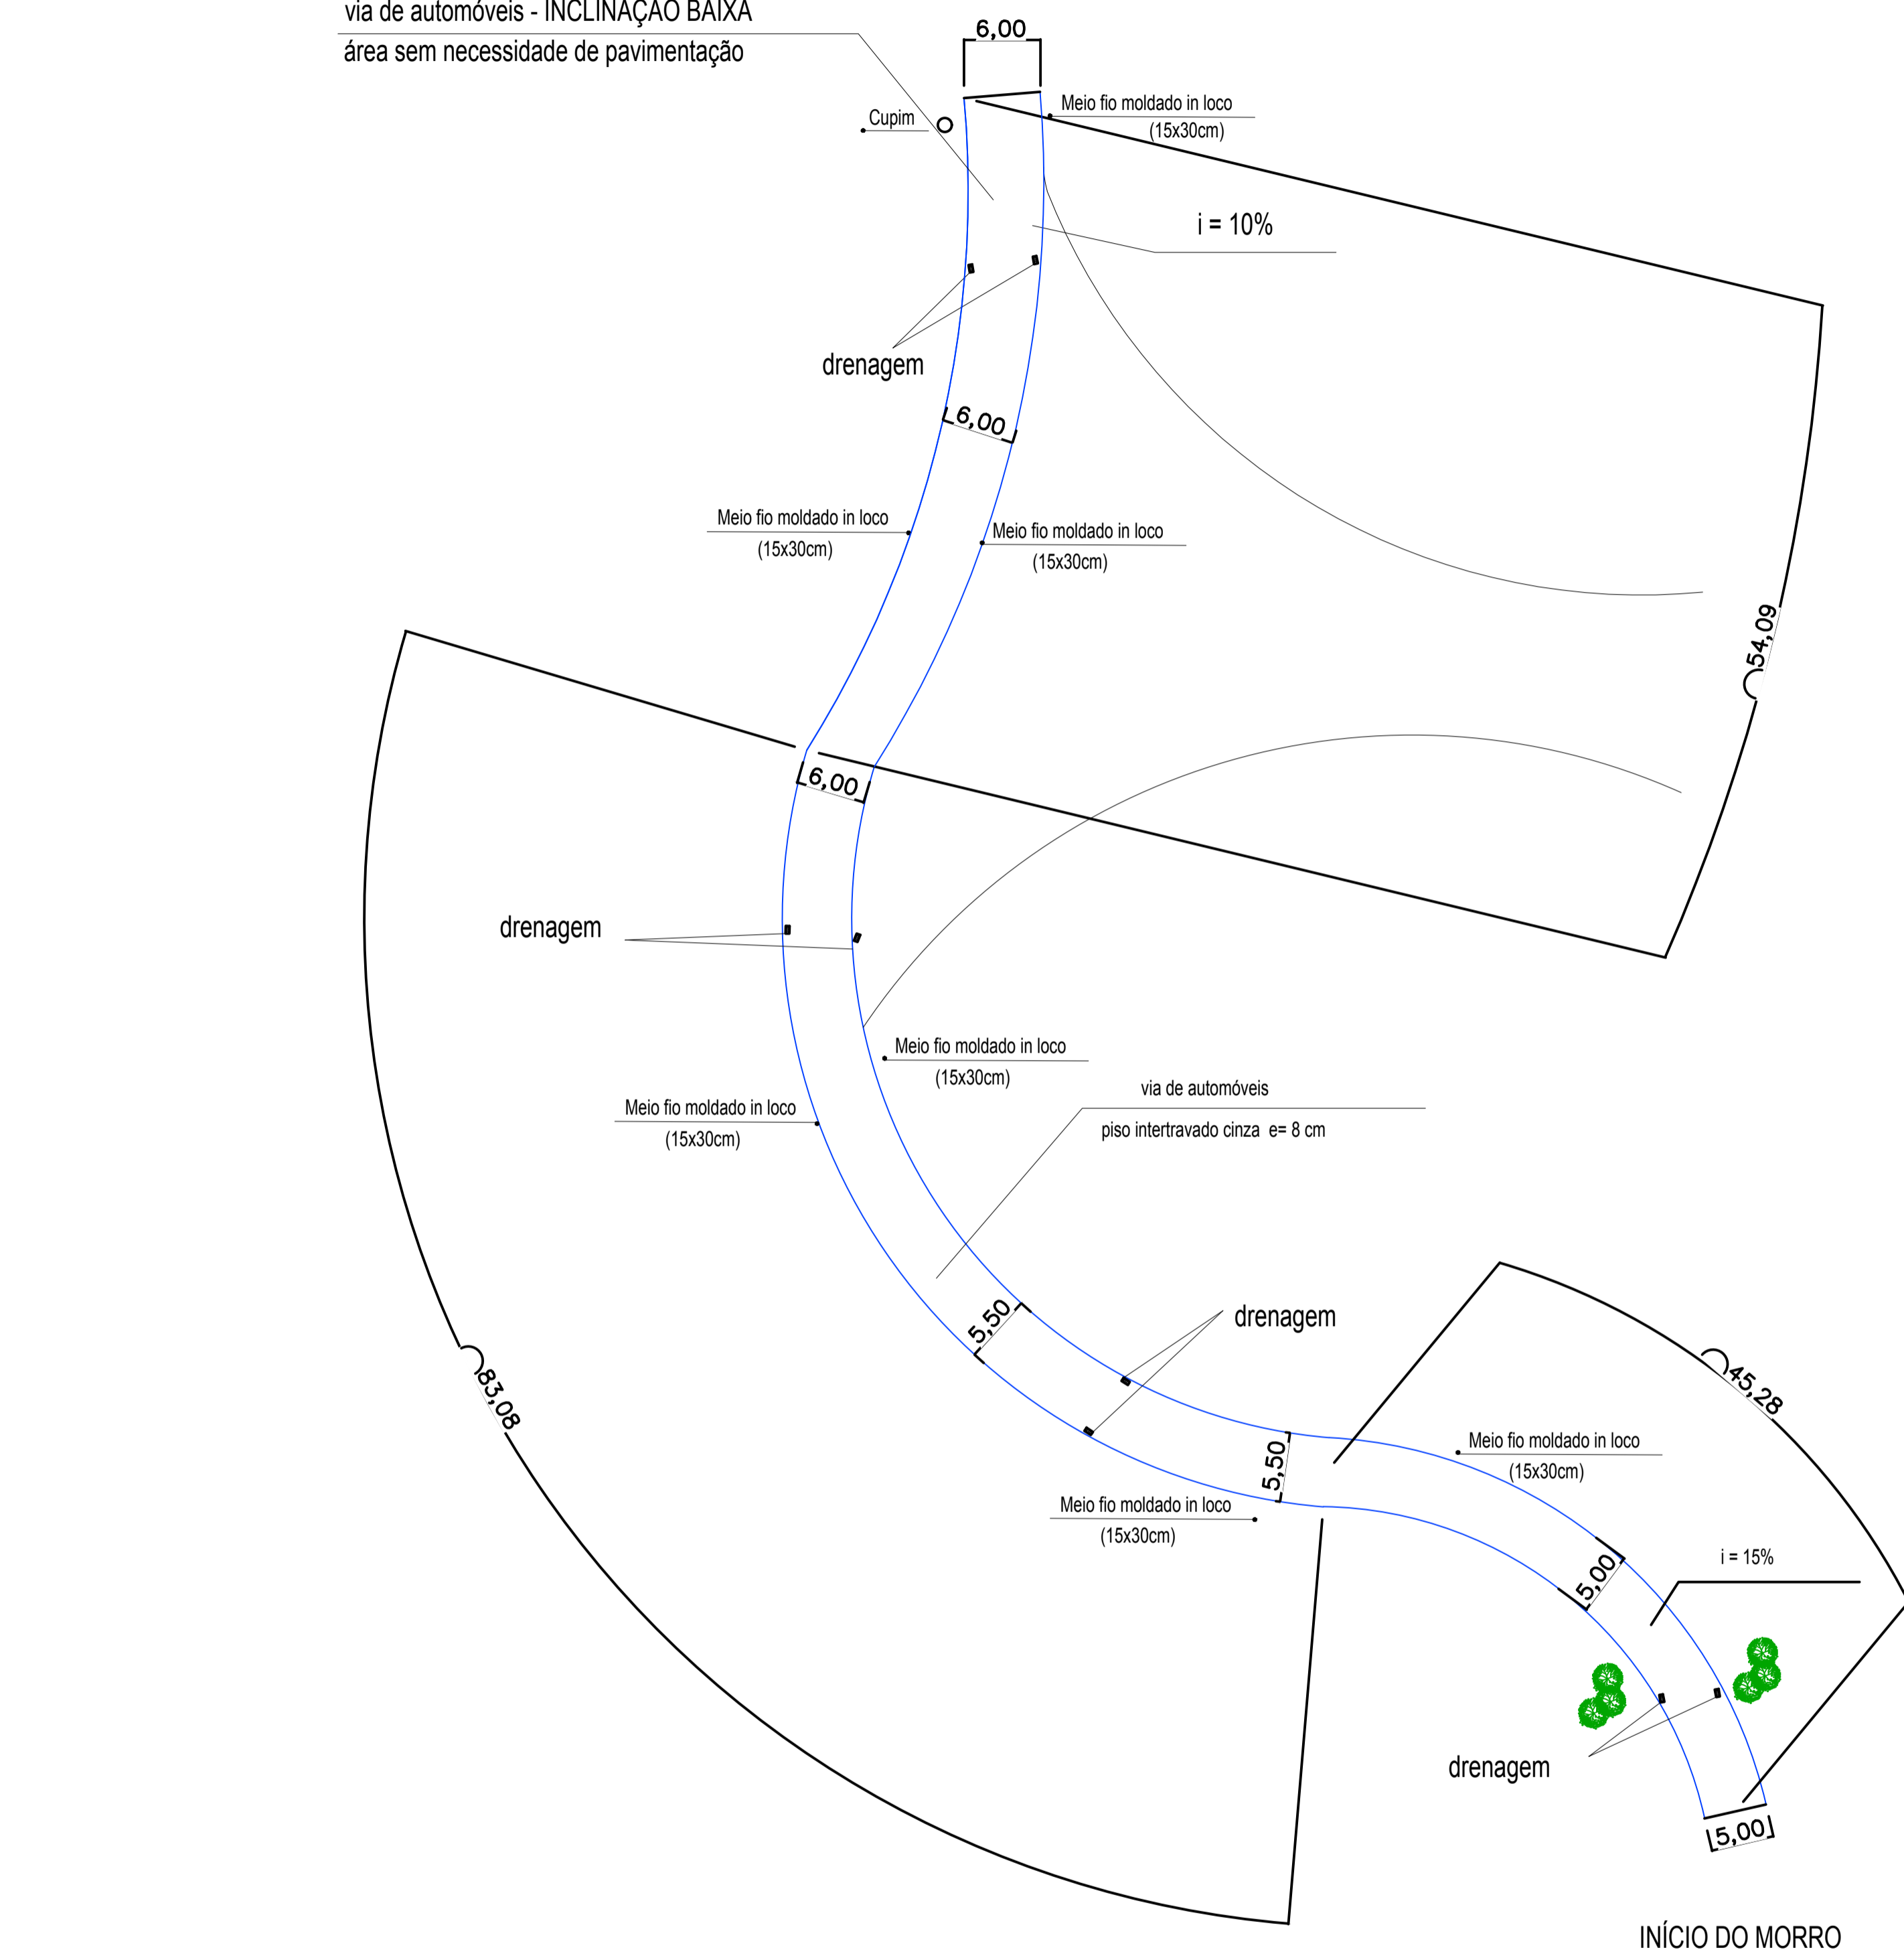 via de automóveis - INCLINAÇÃO BAIXA
área sem necessidade de pavimentação
6,00
Cupim
Meio fio moldado in loco
(15x30cm)
i = 10%
drenagem
6,00
Meio fio moldado in loco
(15x30cm)
Meio fio moldado in loco
(15x30cm)
54,09
6,00
drenagem
Meio fio moldado in loco
(15x30cm)
Meio fio moldado in loco
(15x30cm)
via de automóveis
piso intertravado cinza e= 8 cm
5,50
drenagem
83,08
45,28
5,50
Meio fio moldado in loco
(15x30cm)
Meio fio moldado in loco
(15x30cm)
5,00
i = 15%
drenagem
5,00
INÍCIO DO MORRO